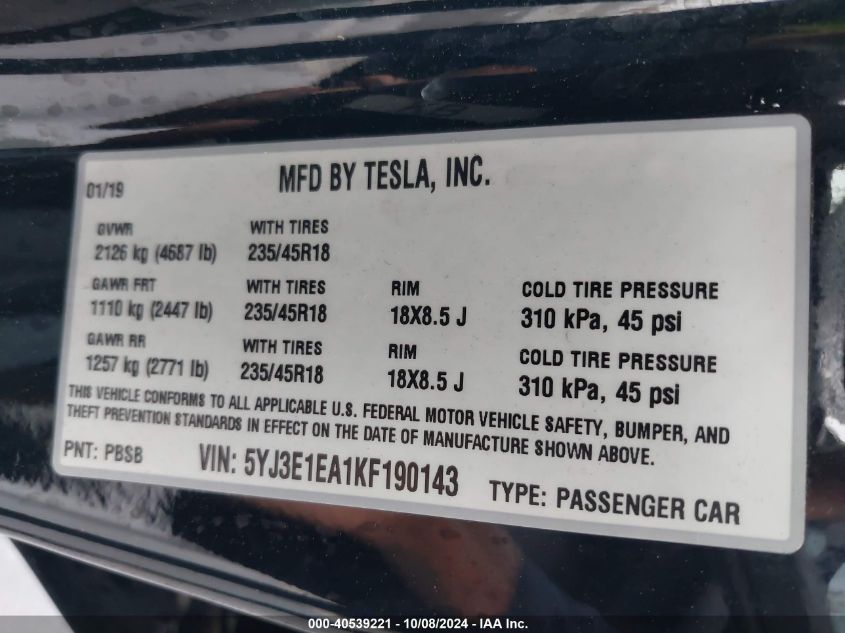 MFD BY TESLA, INC.
01/19
GVWR WITH TIRES
2126 kg (4687 lb) 235/45R18
GAWR FRT WITH TIRES RIM COLD TIRE PRESSURE
1110 kg (2447 lb) 235/45R18 18X8.5 J 310 kPa, 45 psi
GAWR RR WITH TIRES RIM COLD TIRE PRESSURE
1257 kg (2771 lb) 235/45R18 18X8.5 J 310 kPa, 45 psi
THIS VEHICLE CONFORMS TO ALL APPLICABLE U.S. FEDERAL MOTOR VEHICLE SAFETY, BUMPER, AND
THEFT PREVENTION STANDARDS IN EFFECT ON THE DATE OF MANUFACTURE SHOWN ABOVE.
PNT: PBSB VIN: 5YJ3E1EA1KF190143 TYPE: PASSENGER CAR
000-40539221 - 10/08/2024 - IAA Inc.